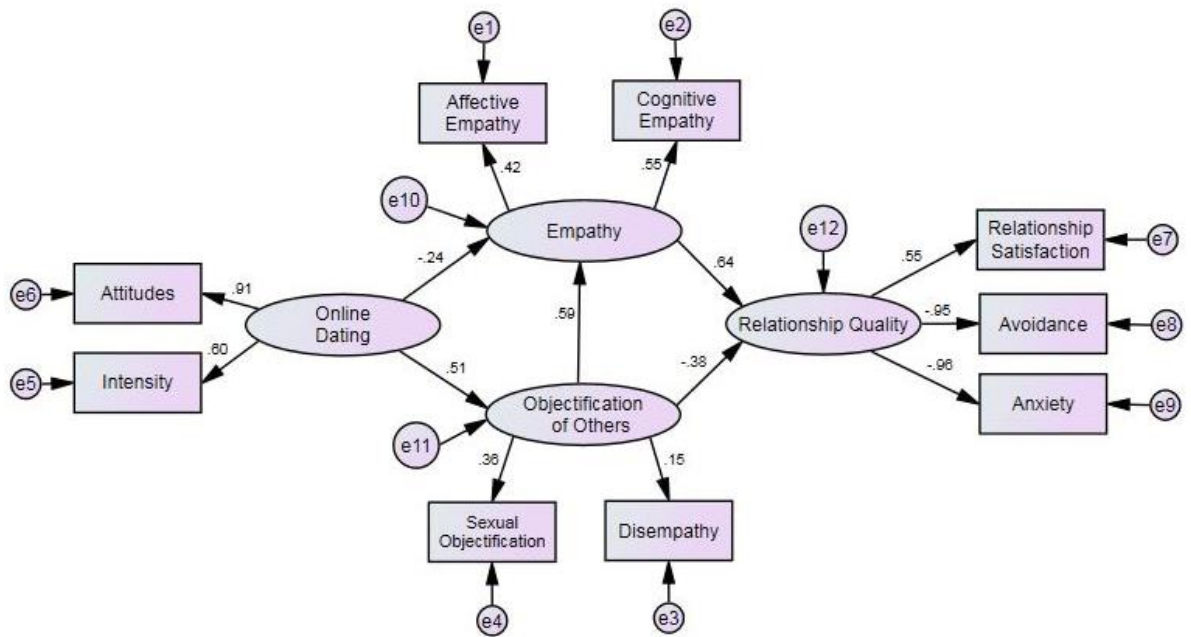 e1
e2
Affective
Empathy
Cognitive
Empathy
.42
.55
e10
Empathy
e12
Relationship
Satisfaction
e7
-.24
.64
.55
e6
Attitudes
.91
Online
Dating
.59
Relationship Quality
-.95
Avoidance
e8
e5
Intensity
.60
.51
-.38
-.96
Anxiety
e9
Objectification
of Others
e11
.36
.15
Sexual
Objectification
Disempathy
e4
e3